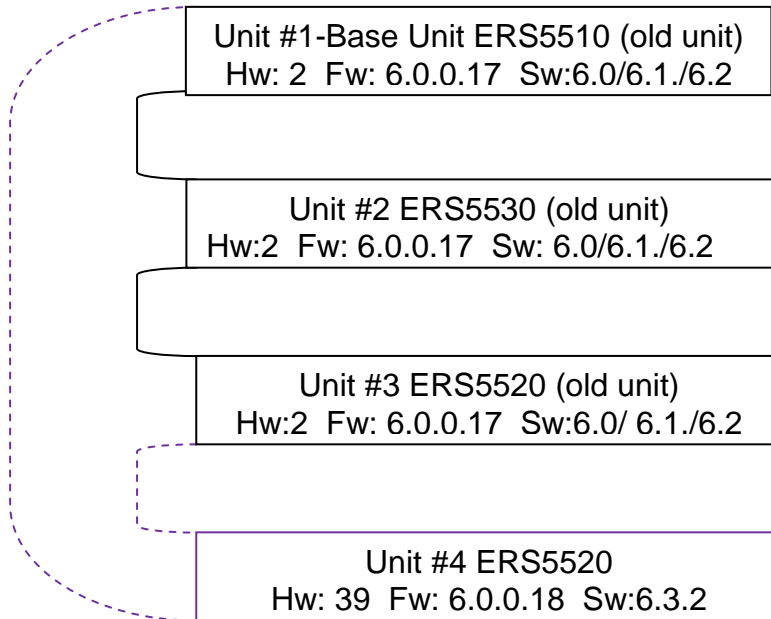 Unit #1-Base Unit ERS5510 (old unit)
Hw: 2 Fw: 6.0.0.17 Sw:6.0/6.1./6.2
Unit #2 ERS5530 (old unit)
Hw:2 Fw: 6.0.0.17 Sw: 6.0/6.1./6.2
Unit #3 ERS5520 (old unit)
Hw:2 Fw: 6.0.0.17 Sw:6.0/ 6.1./6.2
Unit #4 ERS5520
Hw: 39 Fw: 6.0.0.18 Sw:6.3.2